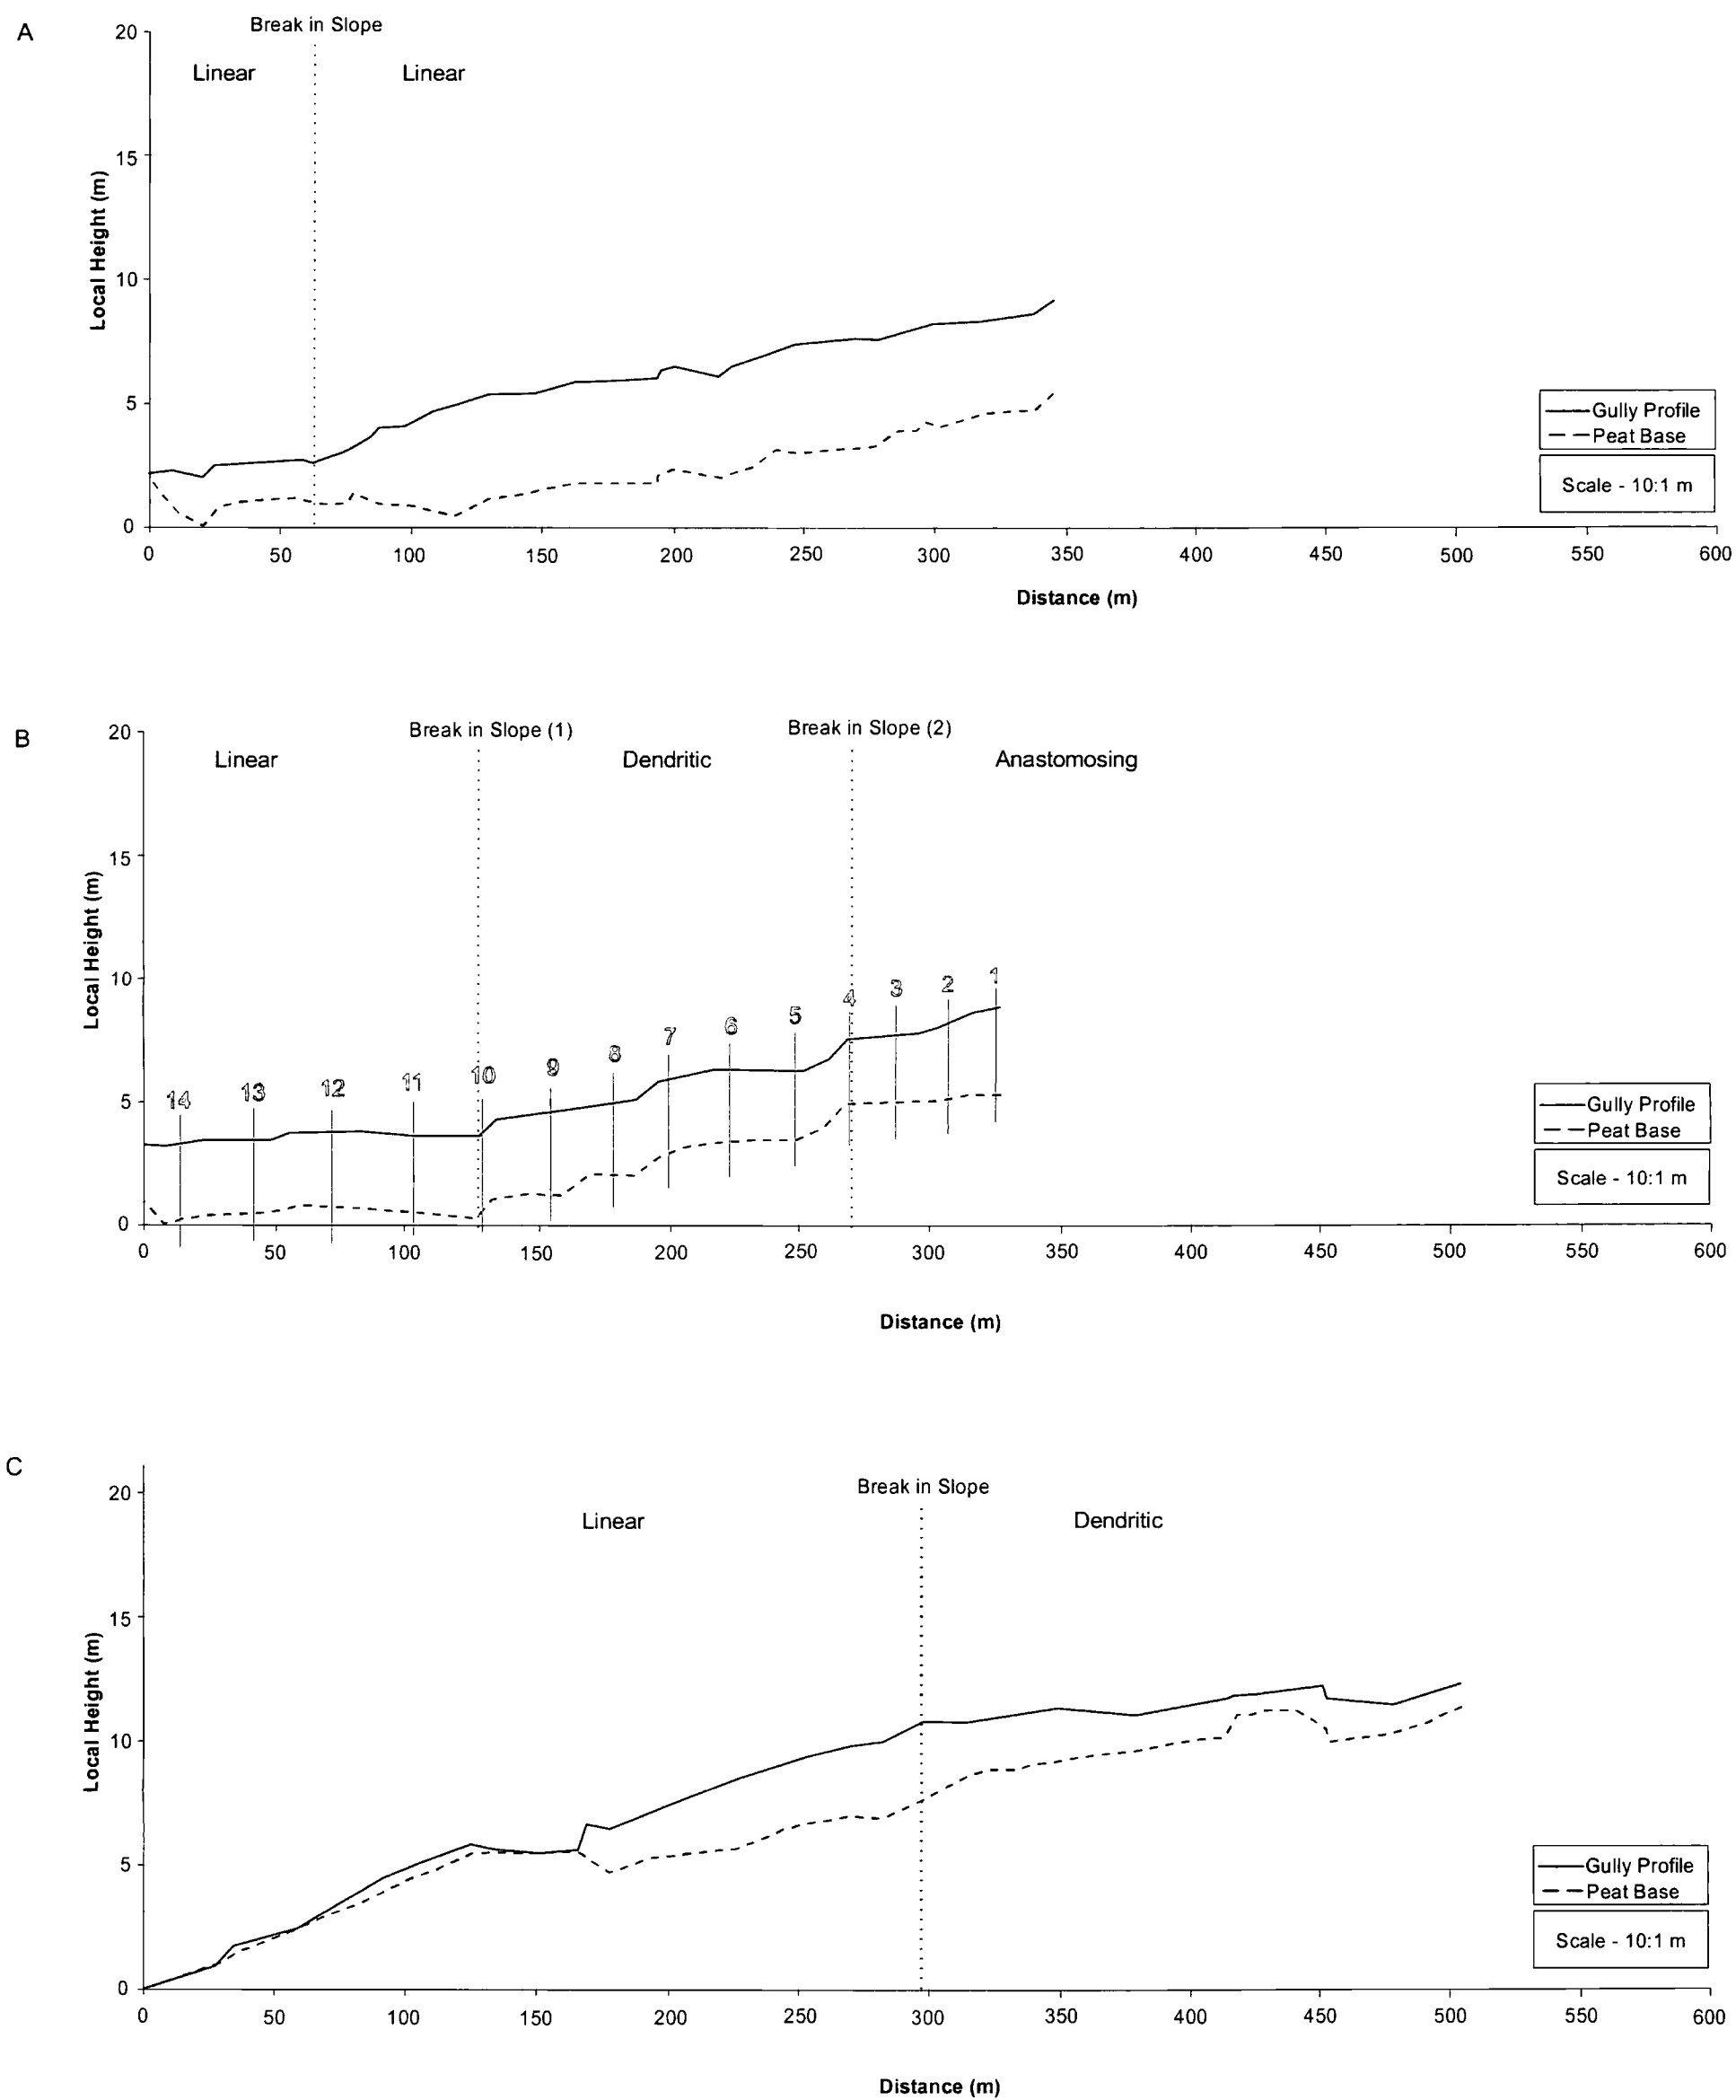 A
Break in Slope
Linear Linear
20
15
10
5
0
Local Height (m)
0 50 100 150 200 250 300 350 400 450 500 550 600
Distance (m)
Gully Profile
Peat Base
Scale - 10:1 m
B
Break in Slope (1) Break in Slope (2)
Linear Dendritic Anastomosing
20
15
10
5
0
Local Height (m)
14 13 12 11 10 9 8 7 6 5 4 3 2 1
0 50 100 150 200 250 300 350 400 450 500 550 600
Distance (m)
Gully Profile
Peat Base
Scale - 10:1 m
C
Break in Slope
Linear Dendritic
20
15
10
5
0
Local Height (m)
0 50 100 150 200 250 300 350 400 450 500 550 600
Distance (m)
Gully Profile
Peat Base
Scale - 10:1 m